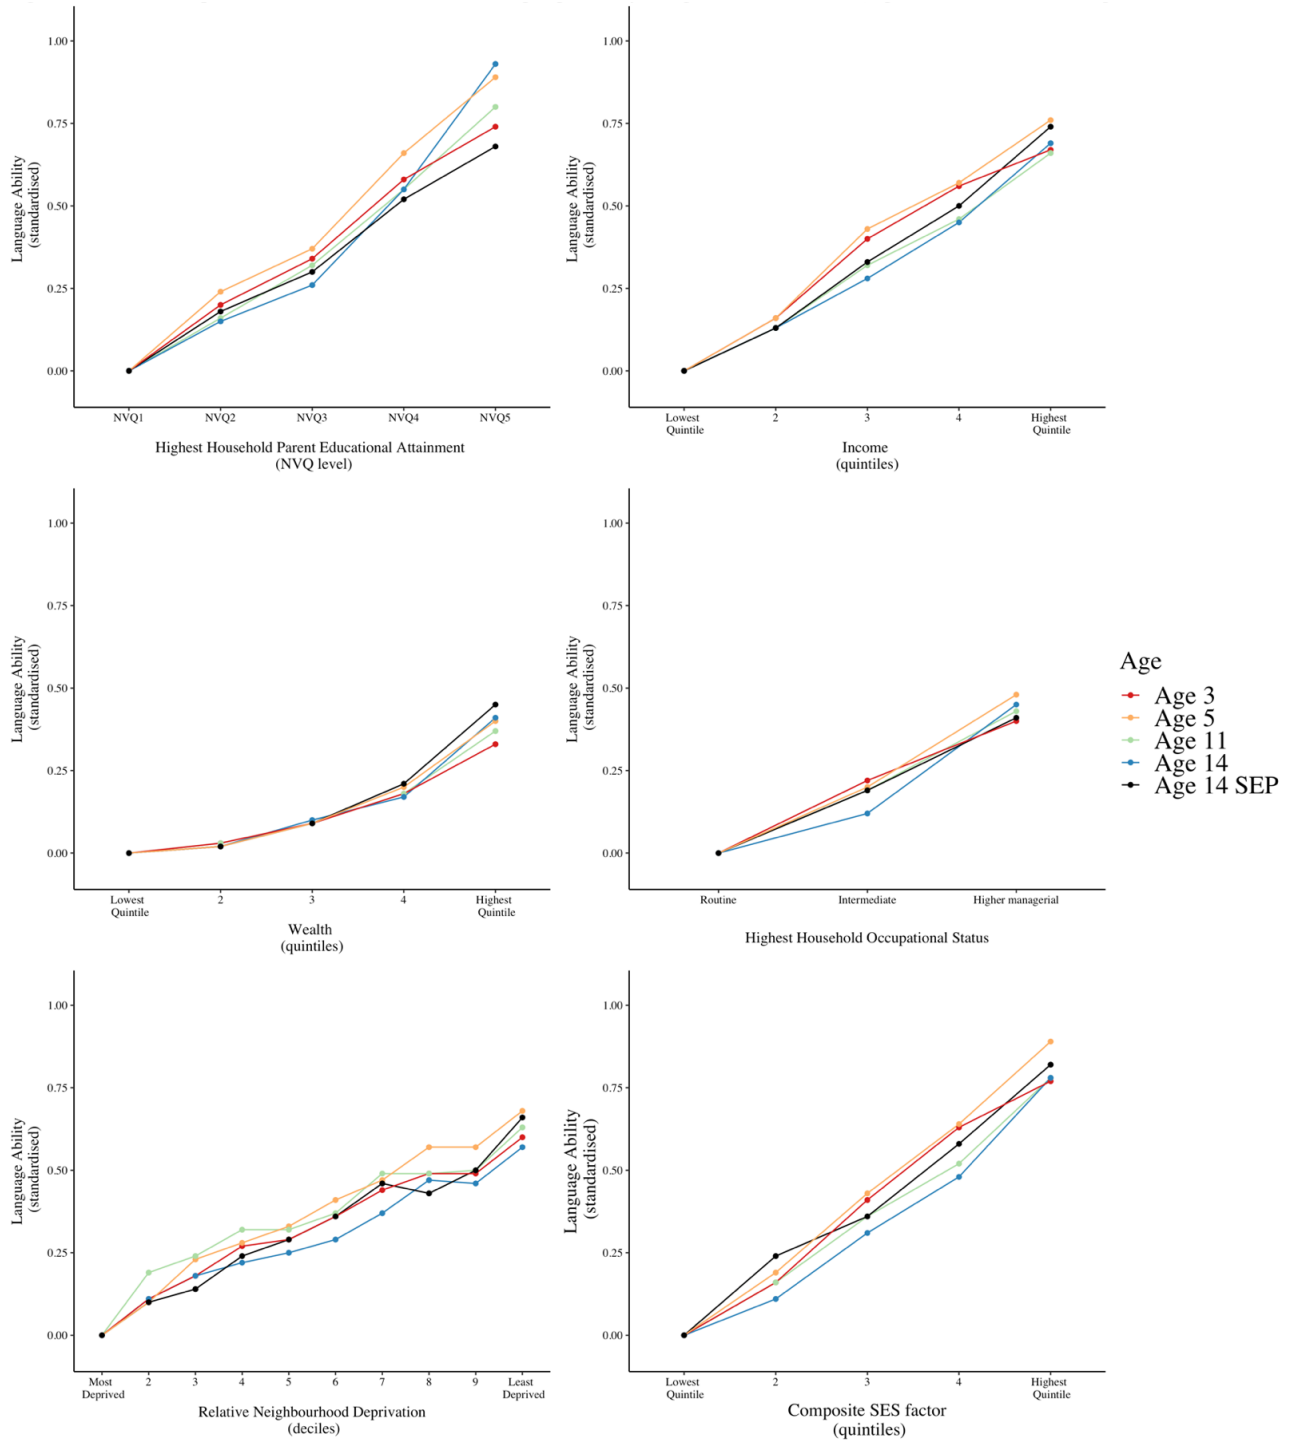 1.00
0.75
0.50
0.25
0.00
Language Ability
(standardised)
NVQ1 NVQ2 NVQ3 NVQ4 NVQ5
Highest Household Parent Educational Attainment
(NVQ level)
1.00
0.75
0.50
0.25
0.00
Language Ability
(standardised)
Lowest 2 3 4 Highest
Quintile Quintile
Income
(quintiles)
1.00
0.75
0.50
0.25
0.00
Language Ability
(standardised)
Lowest 2 3 4 Highest
Quintile Quintile
Wealth
(quintiles)
1.00
0.75
0.50
0.25
0.00
Language Ability
(standardised)
Routine Intermediate Higher managerial
Highest Household Occupational Status
Age
Age 3
Age 5
Age 11
Age 14
Age 14 SEP
1.00
0.75
0.50
0.25
0.00
Language Ability
(standardised)
Most 2 3 4 5 6 7 8 9 Least
Deprived Deprived
Relative Neighbourhood Deprivation
(deciles)
1.00
0.75
0.50
0.25
0.00
Language Ability
(standardised)
Lowest 2 3 4 Highest
Quintile Quintile
Composite SES factor
(quintiles)